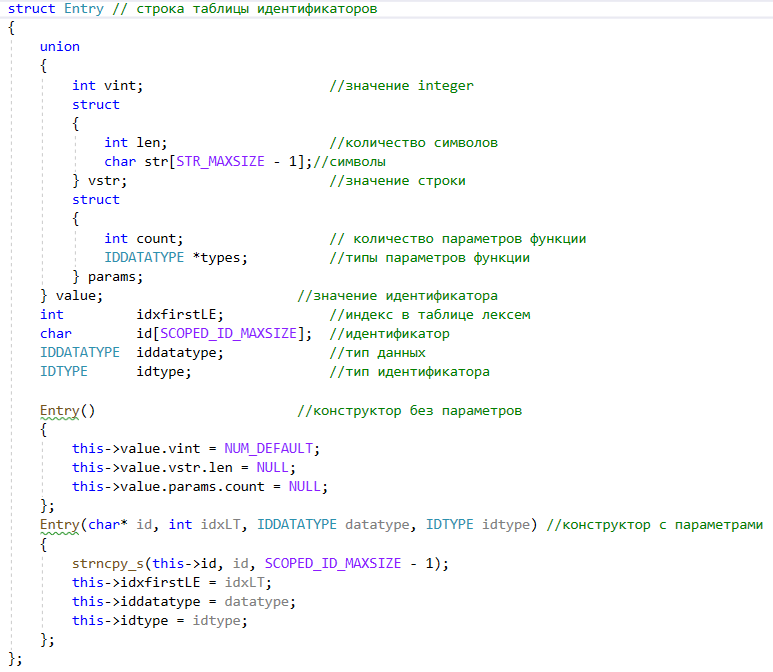 struct Entry // строка таблицы идентификаторов
{
    union
    {
        int vint;                       //значение integer
        struct
        {
            int len;                    //количество символов
            char str[STR_MAXSIZE - 1];//символы
        } vstr;                         //значение строки
        struct
        {
            int count;                  // количество параметров функции
            IDDATATYPE *types;          //типы параметров функции
        } params;
    } value;                        //значение идентификатора
    int         idxfirstLE;             //индекс в таблице лексем
    char        id[SCOPED_ID_MAXSIZE];  //идентификатор
    IDDATATYPE  iddatatype;             //тип данных
    IDTYPE      idtype;                 //тип идентификатора

    Entry()                         //конструктор без параметров
    {
        this->value.vint = NUM_DEFAULT;
        this->value.vstr.len = NULL;
        this->value.params.count = NULL;
    };
    Entry(char* id, int idxLT, IDDATATYPE datatype, IDTYPE idtype) //конструктор с параметрами
    {
        strncpy_s(this->id, id, SCOPED_ID_MAXSIZE - 1);
        this->idxfirstLE = idxLT;
        this->iddatatype = datatype;
        this->idtype = idtype;
    };
};